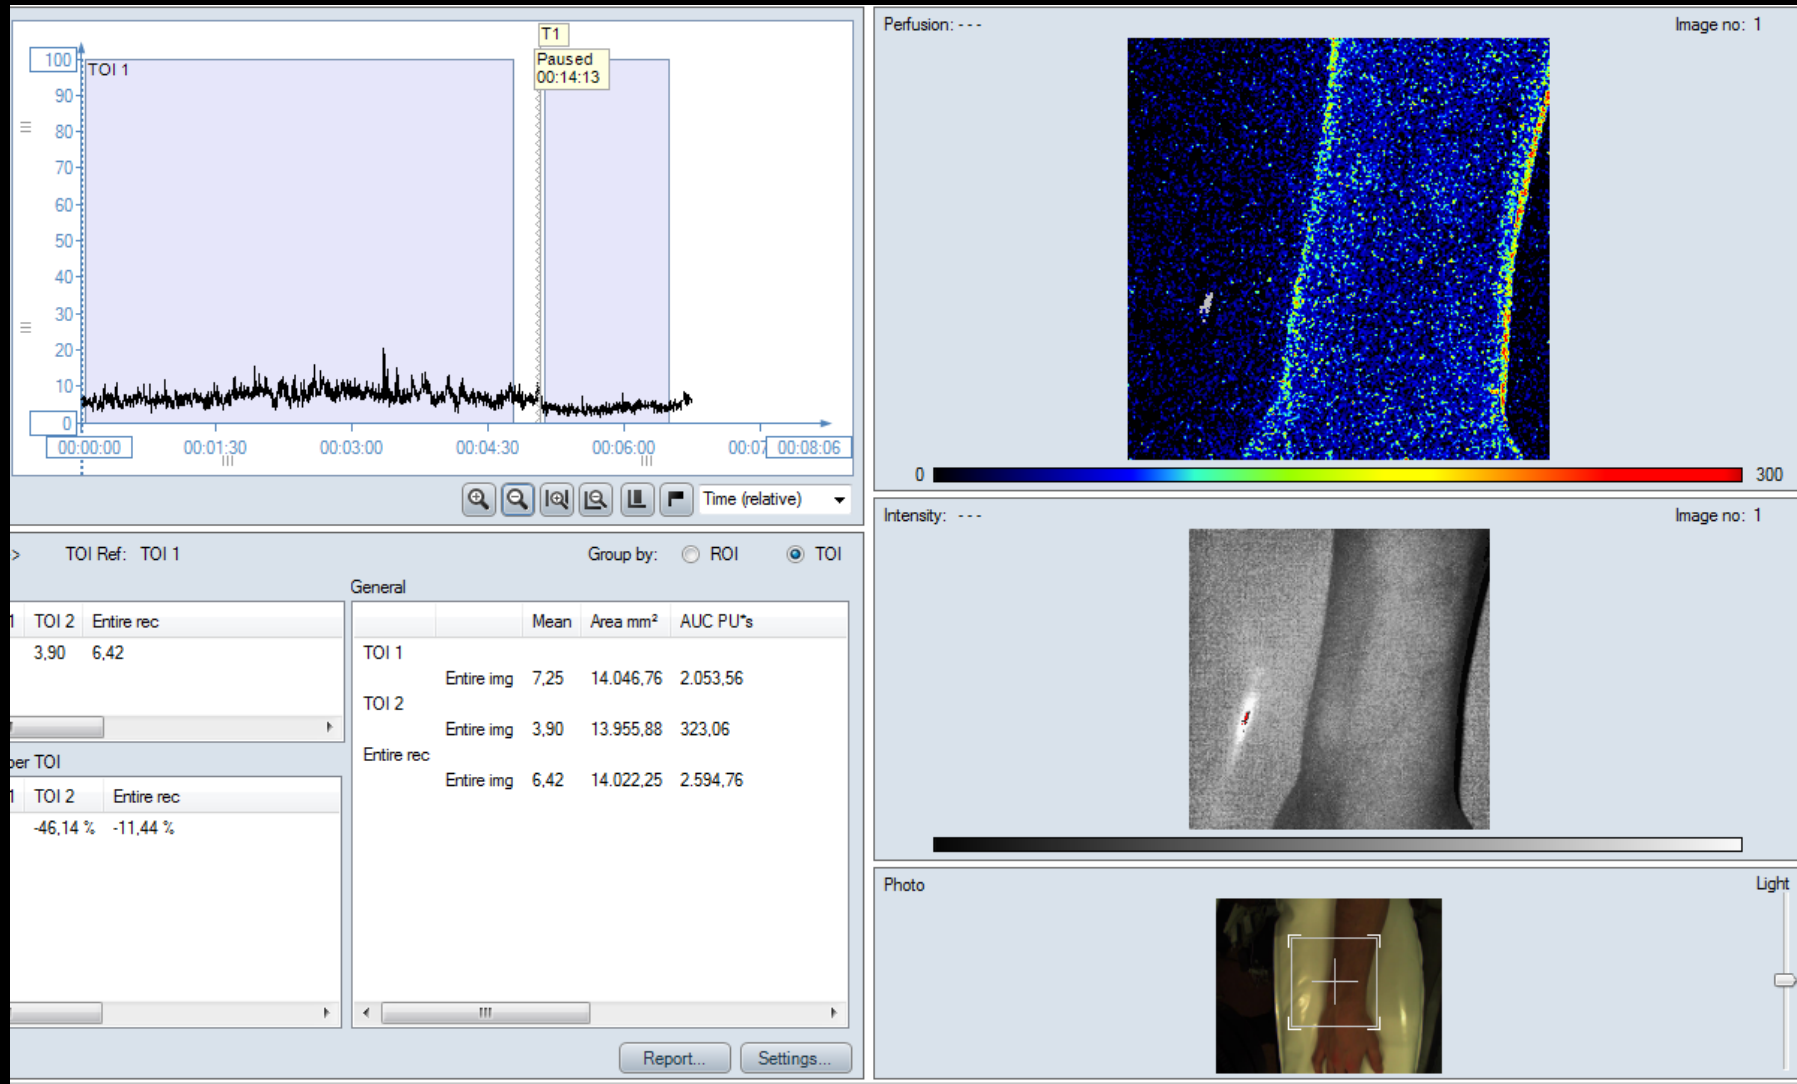 T1
Paused
00:14:13
100
TOI 1
90
80
70
60
50
40
30
20
10
0
00:00:00 00:01:30 00:03:00 00:04:30 00:06:00 00:07 00:08:06
Time (relative)
> TOI Ref: TOI 1 Group by: ROI TOI
1 TOI 2 Entire rec
3,90 6,42
per TOI
1 TOI 2 Entire rec
-46,14 % -11,44 %
General
Mean Area mm² AUC PU*s
TOI 1
Entire img 7,25 14.046,76 2.053,56
TOI 2
Entire img 3,90 13.955,88 323,06
Entire rec
Entire img 6,42 14.022,25 2.594,76
Report... Settings...
Perfusion: --- Image no: 1
0 300
Intensity: --- Image no: 1
Photo Light